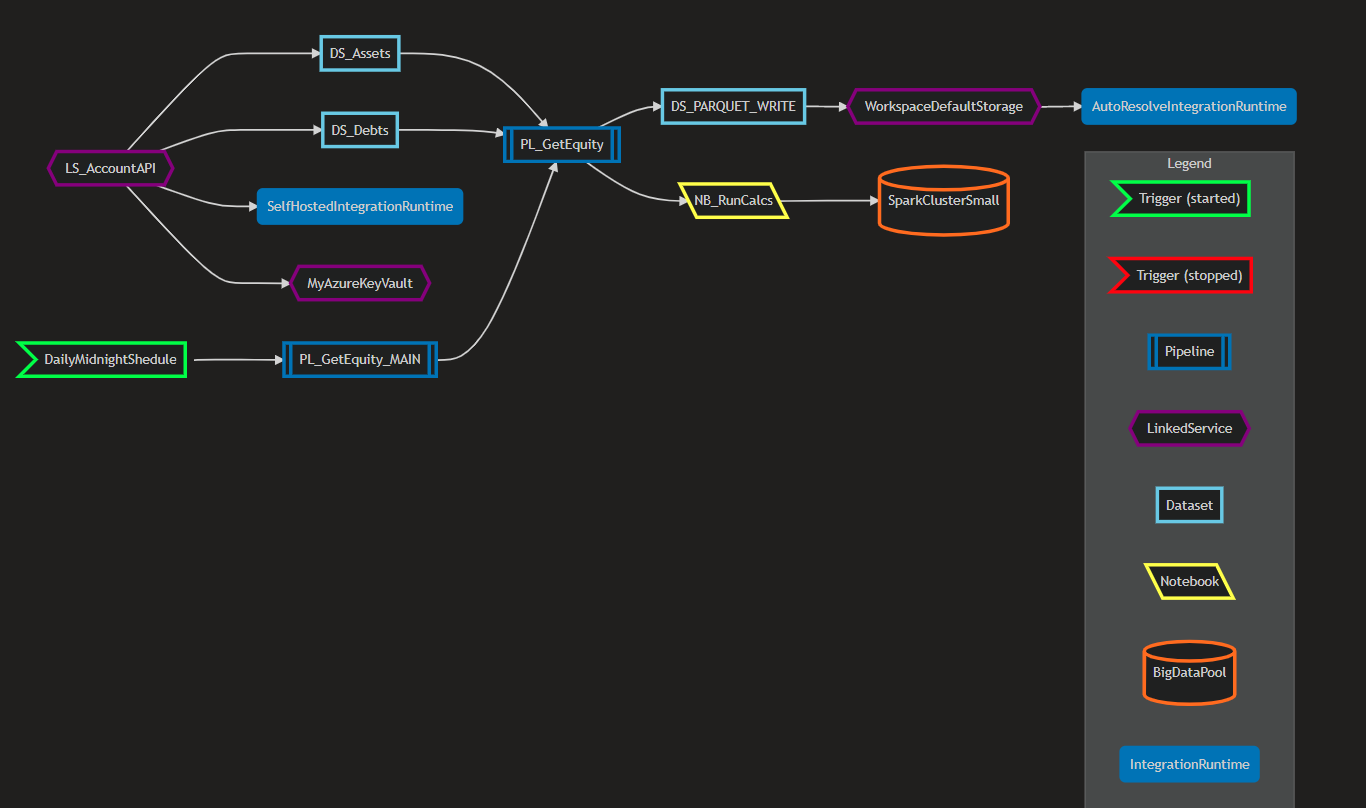 DS_Assets
DS_Debts
LS_AccountAPI
SelfHostedIntegrationRuntime
MyAzureKeyVault
DailyMidnightShedule
PL_GetEquity_MAIN
PL_GetEquity
DS_PARQUET_WRITE
WorkspaceDefaultStorage
AutoResolveIntegrationRuntime
NB_RunCalcs
SparkClusterSmall
Legend
Trigger (started)
Trigger (stopped)
Pipeline
LinkedService
Dataset
Notebook
BigDataPool
IntegrationRuntime